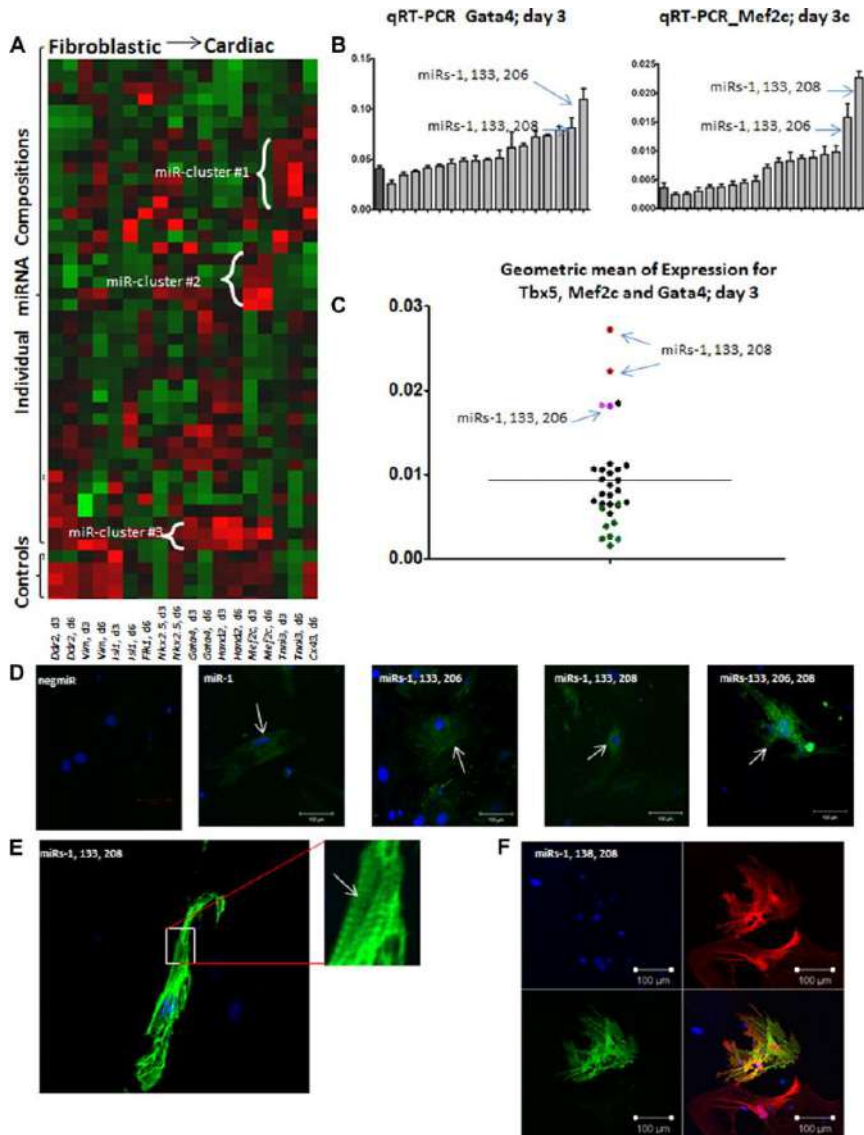 A
Fibroblastic → Cardiac
Individual miRNA Compositions
Controls
miR-cluster #1
miR-cluster #2
miR-cluster #3
Ddr2, d3
Ddr2, d6
Vim, d3
Vim, d6
Isl1, d3
Isl1, d6
Flk1, d6
Nkx2.5, d3
Nkx2.5, d6
Gata4, d3
Gata4, d6
Hand2, d3
Hand2, d6
Mef2c, d3
Mef2c, d6
Tnni3, d3
Tnni3, d6
Cx43, d6
B
qRT-PCR Gata4; day 3
0.15
0.10
0.05
0.00
miRs-1, 133, 206
miRs-1, 133, 208
qRT-PCR_Mef2c; day 3c
0.025
0.020
0.015
0.010
0.005
0.000
miRs-1, 133, 208
miRs-1, 133, 206
C
Geometric mean of Expression for
Tbx5, Mef2c and Gata4; day 3
0.03
0.02
0.01
0.00
miRs-1, 133, 208
miRs-1, 133, 206
D
negmiR
miR-1
100 µm
miRs-1, 133, 206
100 µm
miRs-1, 133, 208
100 µm
miRs-133, 206, 208
100 µm
E
miRs-1, 133, 208
F
miRs-1, 138, 208
100 µm
100 µm
100 µm
100 µm